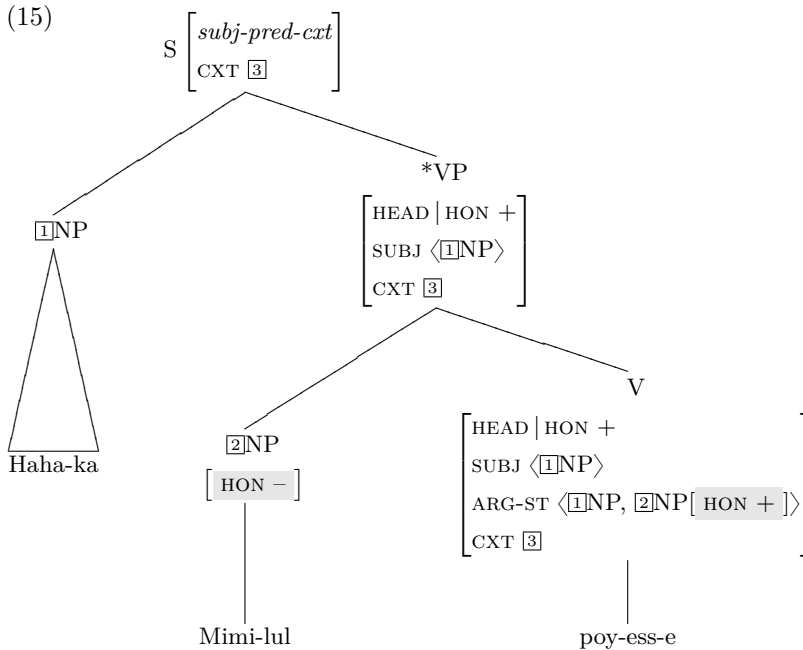 (15)
S [subj-pred-cxt
CXT 3]
*VP
1NP
[HEAD | HON +
SUBJ ⟨1NP⟩
CXT 3]
V
2NP
[HEAD | HON +
Haha-ka
[ HON – ]
SUBJ ⟨1NP⟩
ARG-ST ⟨1NP, 2NP[ HON + ]⟩
CXT 3]
Mimi-lul poy-ess-e